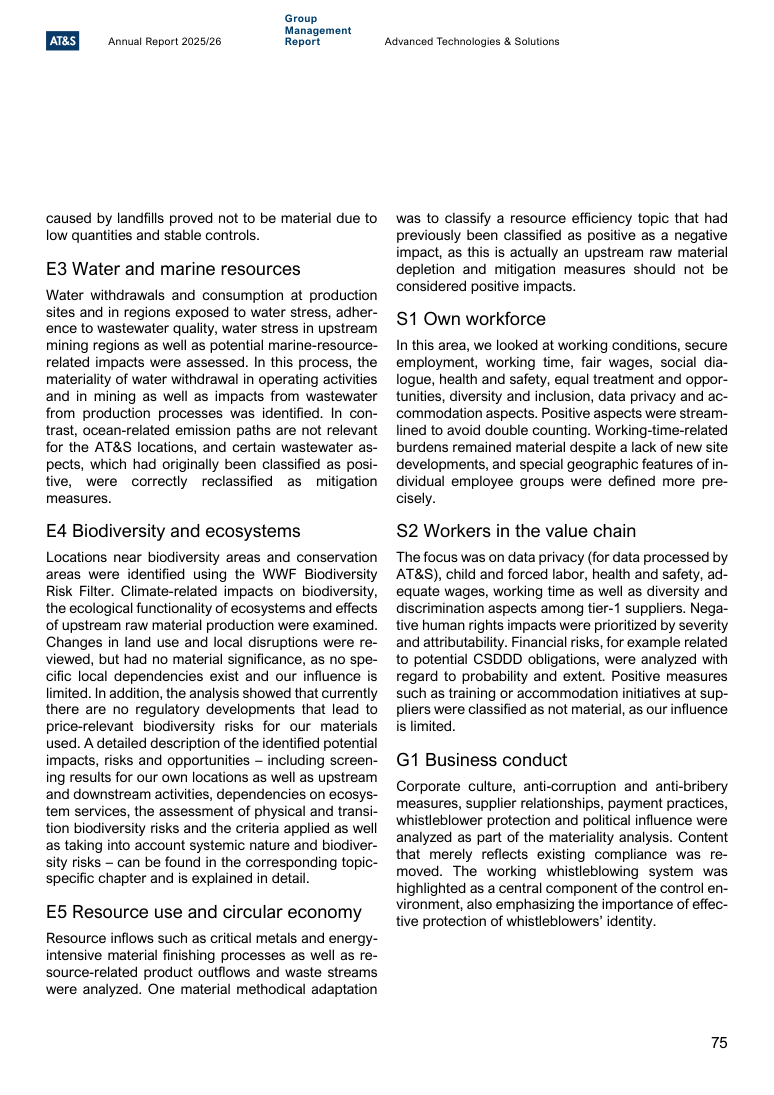 AT&S
Annual Report 2025/26
Group
Management
Report
Advanced Technologies & Solutions
caused by landfills proved not to be material due to
low quantities and stable controls.
E3 Water and marine resources
Water withdrawals and consumption at production
sites and in regions exposed to water stress, adher-
ence to wastewater quality, water stress in upstream
mining regions as well as potential marine-resource-
related impacts were assessed. In this process, the
materiality of water withdrawal in operating activities
and in mining as well as impacts from wastewater
from production processes was identified. In con-
trast, ocean-related emission paths are not relevant
for the AT&S locations, and certain wastewater as-
pects, which had originally been classified as posi-
tive, were correctly reclassified as mitigation
measures.
E4 Biodiversity and ecosystems
Locations near biodiversity areas and conservation
areas were identified using the WWF Biodiversity
Risk Filter. Climate-related impacts on biodiversity,
the ecological functionality of ecosystems and effects
of upstream raw material production were examined.
Changes in land use and local disruptions were re-
viewed, but had no material significance, as no spe-
cific local dependencies exist and our influence is
limited. In addition, the analysis showed that currently
there are no regulatory developments that lead to
price-relevant biodiversity risks for our materials
used. A detailed description of the identified potential
impacts, risks and opportunities – including screen-
ing results for our own locations as well as upstream
and downstream activities, dependencies on ecosys-
tem services, the assessment of physical and transi-
tion biodiversity risks and the criteria applied as well
as taking into account systemic nature and biodiver-
sity risks – can be found in the corresponding topic-
specific chapter and is explained in detail.
E5 Resource use and circular economy
Resource inflows such as critical metals and energy-
intensive material finishing processes as well as re-
source-related product outflows and waste streams
were analyzed. One material methodical adaptation
was to classify a resource efficiency topic that had
previously been classified as positive as a negative
impact, as this is actually an upstream raw material
depletion and mitigation measures should not be
considered positive impacts.
S1 Own workforce
In this area, we looked at working conditions, secure
employment, working time, fair wages, social dia-
logue, health and safety, equal treatment and oppor-
tunities, diversity and inclusion, data privacy and ac-
commodation aspects. Positive aspects were stream-
lined to avoid double counting. Working-time-related
burdens remained material despite a lack of new site
developments, and special geographic features of in-
dividual employee groups were defined more pre-
cisely.
S2 Workers in the value chain
The focus was on data privacy (for data processed by
AT&S), child and forced labor, health and safety, ad-
equate wages, working time as well as diversity and
discrimination aspects among tier-1 suppliers. Nega-
tive human rights impacts were prioritized by severity
and attributability. Financial risks, for example related
to potential CSDDD obligations, were analyzed with
regard to probability and extent. Positive measures
such as training or accommodation initiatives at sup-
pliers were classified as not material, as our influence
is limited.
G1 Business conduct
Corporate culture, anti-corruption and anti-bribery
measures, supplier relationships, payment practices,
whistleblower protection and political influence were
analyzed as part of the materiality analysis. Content
that merely reflects existing compliance was re-
moved. The working whistleblowing system was
highlighted as a central component of the control en-
vironment, also emphasizing the importance of effec-
tive protection of whistleblowers’ identity.
75